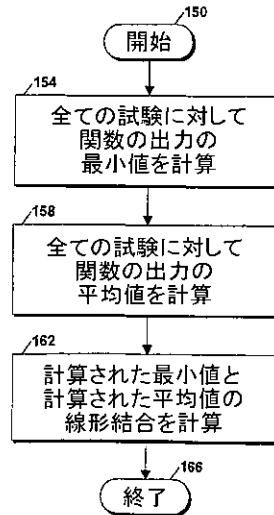 150
開始
154
全ての試験に対して
関数の出力の
最小値を計算
158
全ての試験に対して
関数の出力の
平均値を計算
162
計算された最小値と
計算された平均値の
線形結合を計算
166
終了